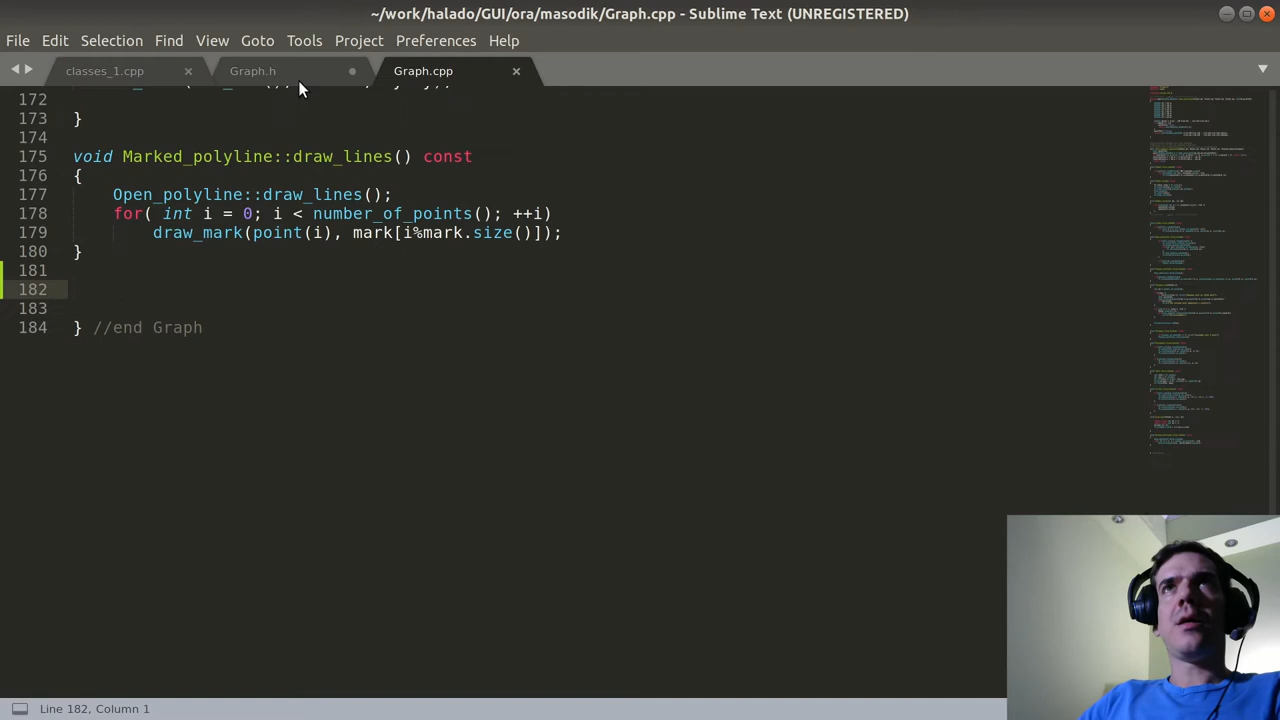 ~/work/halado/GUI/ora/masodik/Graph.cpp - Sublime Text (UNREGISTERED)
File Edit Selection Find View Goto Tools Project Preferences Help
classes_1.cpp Graph.h Graph.cpp
172
173 }
174
175 void Marked_polyline::draw_lines() const
176 {
177 Open_polyline::draw_lines();
178 for( int i = 0; i < number_of_points(); ++i)
179 draw_mark(point(i), mark[i%mark.size()]);
180 }
181
182
183
184 } //end Graph
Line 182, Column 1